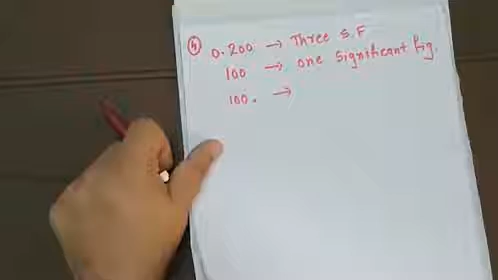 ④ 0.200 → Three S.F
100 → one significant fig.
100. →